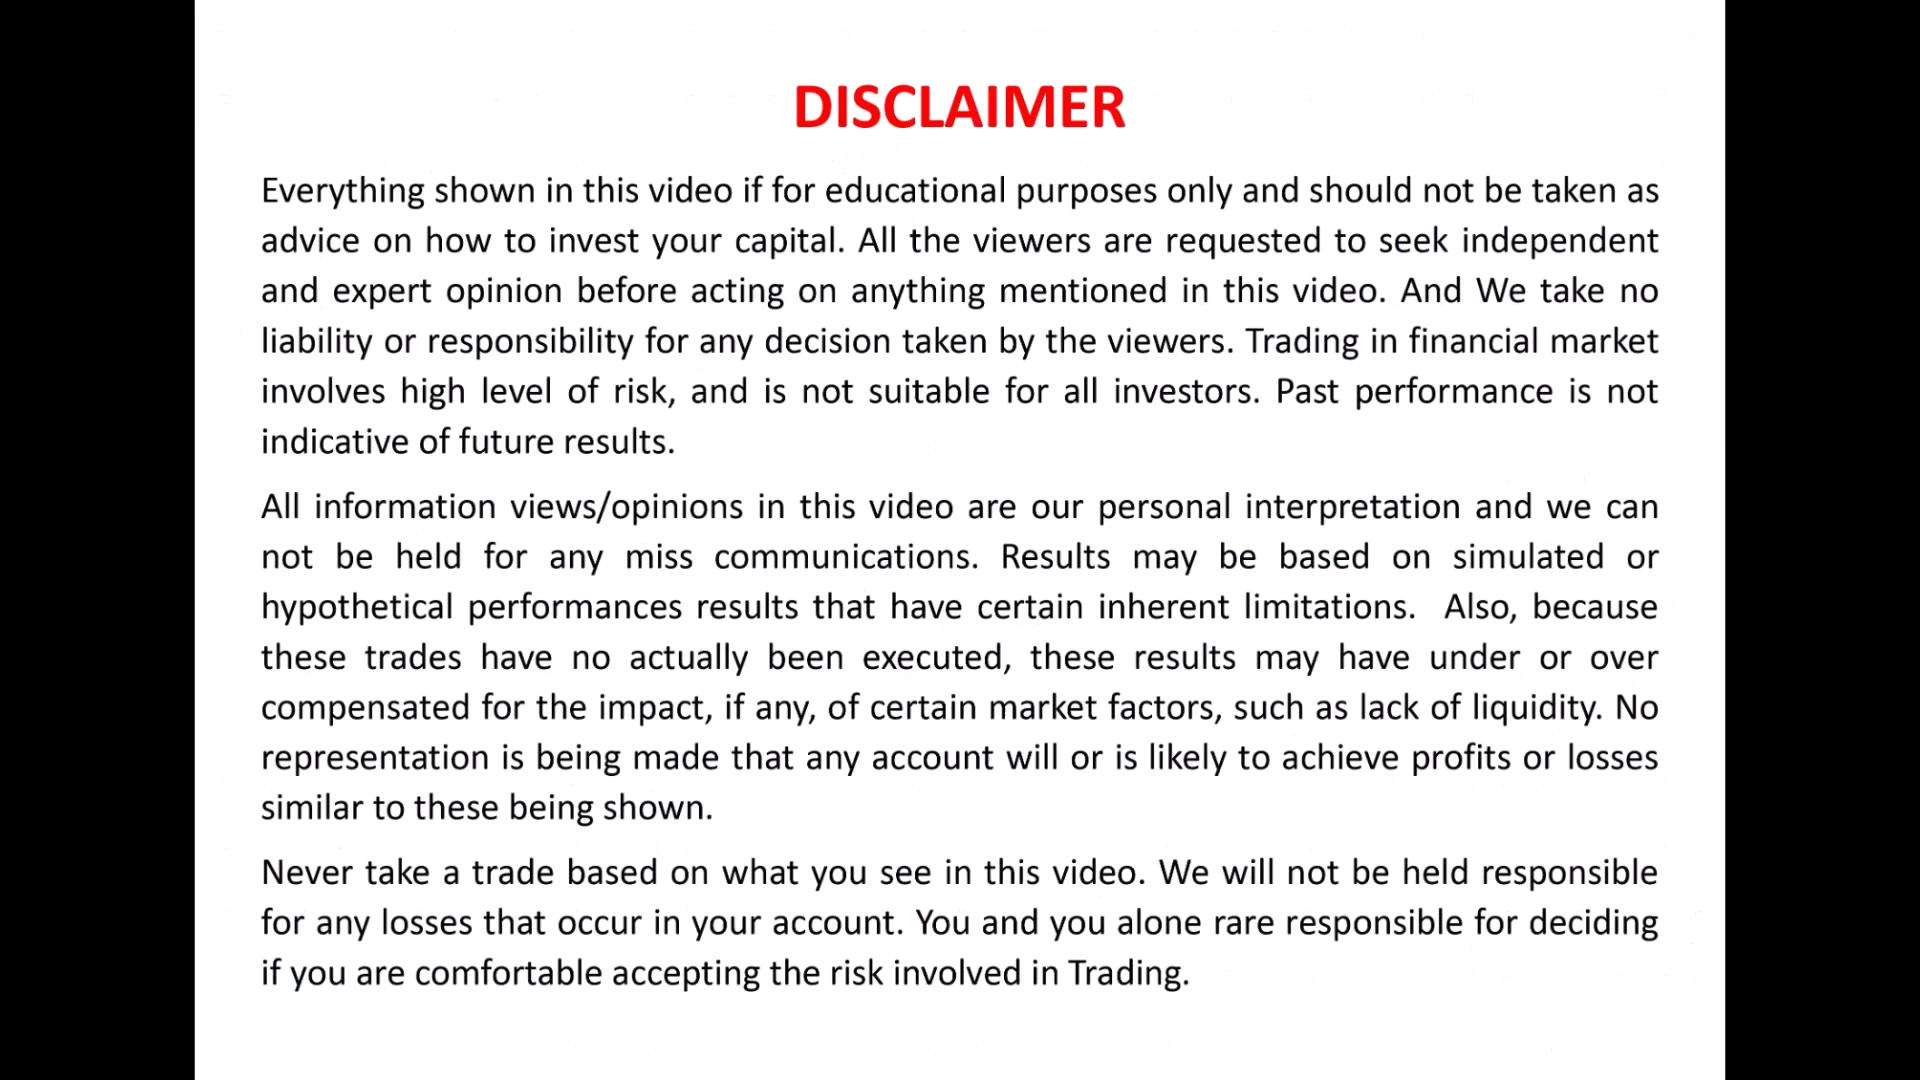 DISCLAIMER
Everything shown in this video if for educational purposes only and should not be taken as
advice on how to invest your capital. All the viewers are requested to seek independent
and expert opinion before acting on anything mentioned in this video. And We take no
liability or responsibility for any decision taken by the viewers. Trading in financial market
involves high level of risk, and is not suitable for all investors. Past performance is not
indicative of future results.
All information views/opinions in this video are our personal interpretation and we can
not be held for any miss communications. Results may be based on simulated or
hypothetical performances results that have certain inherent limitations. Also, because
these trades have no actually been executed, these results may have under or over
compensated for the impact, if any, of certain market factors, such as lack of liquidity. No
representation is being made that any account will or is likely to achieve profits or losses
similar to these being shown.
Never take a trade based on what you see in this video. We will not be held responsible
for any losses that occur in your account. You and you alone rare responsible for deciding
if you are comfortable accepting the risk involved in Trading.